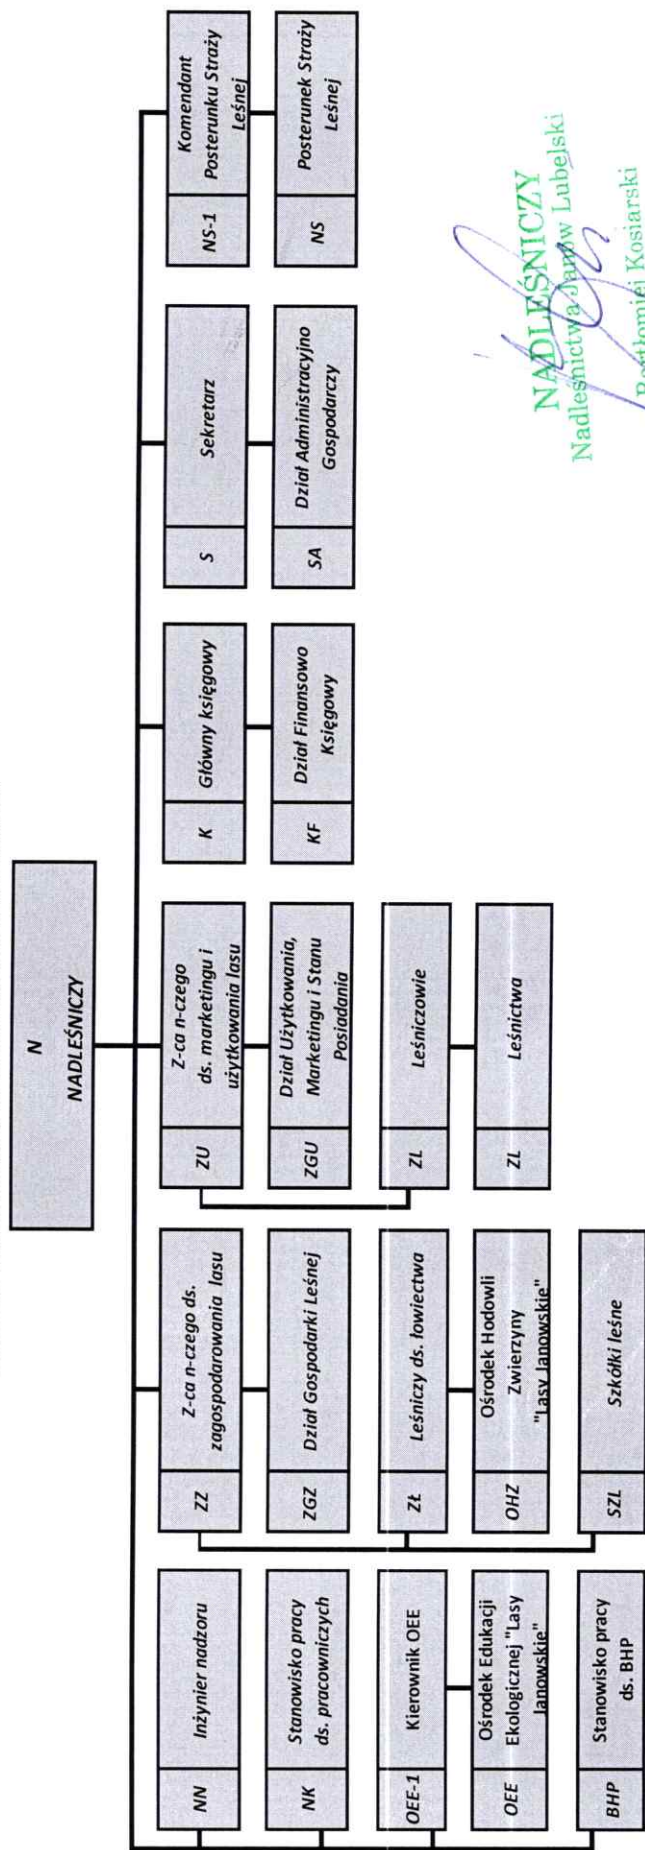 N
NADLEŚNICZY
NN
Inżynier nadzoru
NK
Stanowisko pracy
ds. pracowniczych
OEE-1
Kierownik OEE
OEE
Ośrodek Edukacji
Ekologicznej "Lasy
Janowskie"
BHP
Stanowisko pracy
ds. BHP
ZZ
Z-ca n-czego ds.
zagospodarowania lasu
ZGZ
Dział Gospodarki Leśnej
ZŁ
Leśniczy ds. łowiectwa
OHZ
Ośrodek Hodowli
Zwierzyny
"Lasy Janowskie"
SZL
Szkółki leśne
ZU
Z-ca n-czego
ds. marketingu i
użytkowania lasu
ZGU
Dział Użytkowania,
Marketingu i Stanu
Posiadania
ZL
Leśniczowie
ZL
Leśnictwa
K
Główny księgowy
KF
Dział Finansowo
Księgowy
S
Sekretarz
SA
Dział Administracyjno
Gospodarczy
NS-1
Komendant
Posterunku Straży
Leśnej
NS
Posterunek Straży
Leśnej
NADLEŚNICZY
Nadleśnictwa Janów Lubelski
Bartłomiej Kosiarski